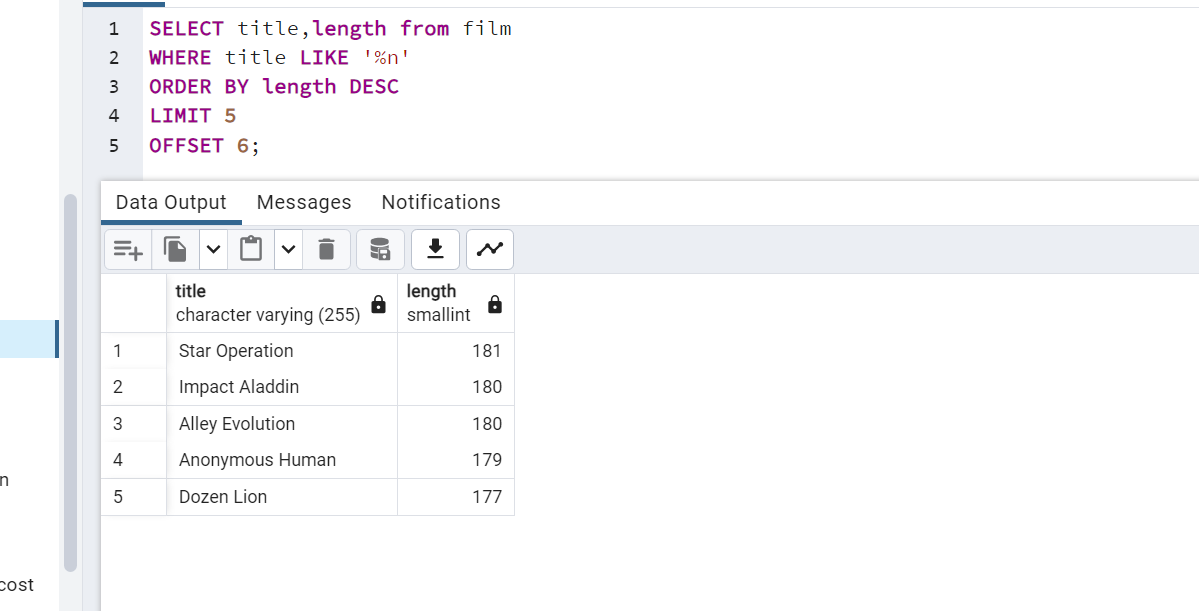 1 SELECT title,length from film
2 WHERE title LIKE '%n'
3 ORDER BY length DESC
4 LIMIT 5
5 OFFSET 6;
Data Output Messages Notifications
title length
character varying (255) smallint
1 Star Operation 181
2 Impact Aladdin 180
3 Alley Evolution 180
4 Anonymous Human 179
n
5 Dozen Lion 177
cost